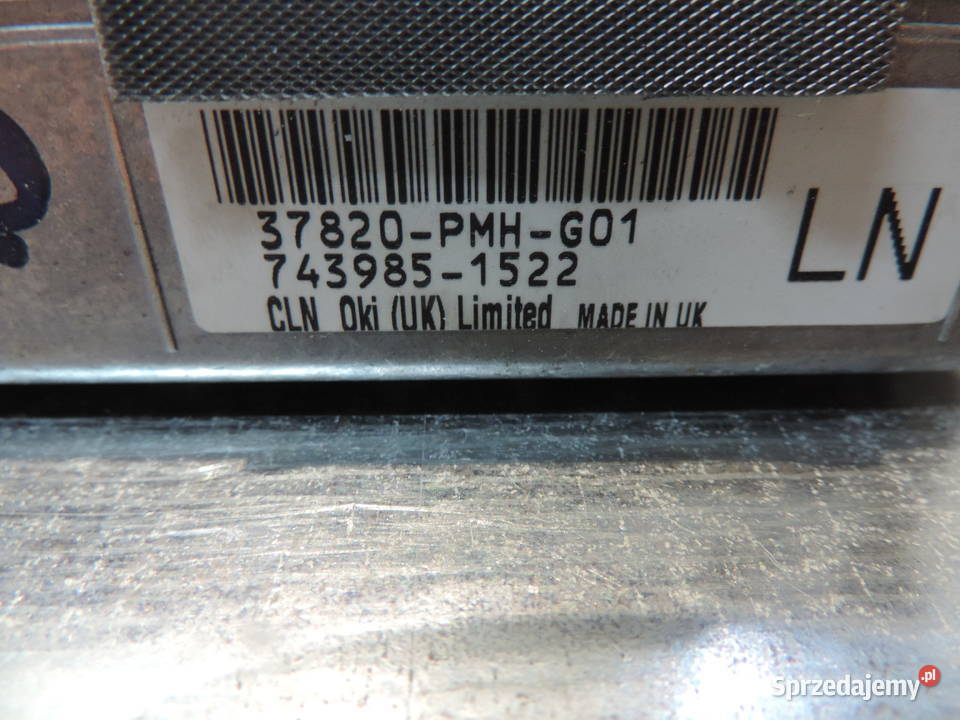 37820-PMH-G01
743985-1522
LN
CLN Oki (UK) Limited MADE IN UK
Sprzedajemy.pl